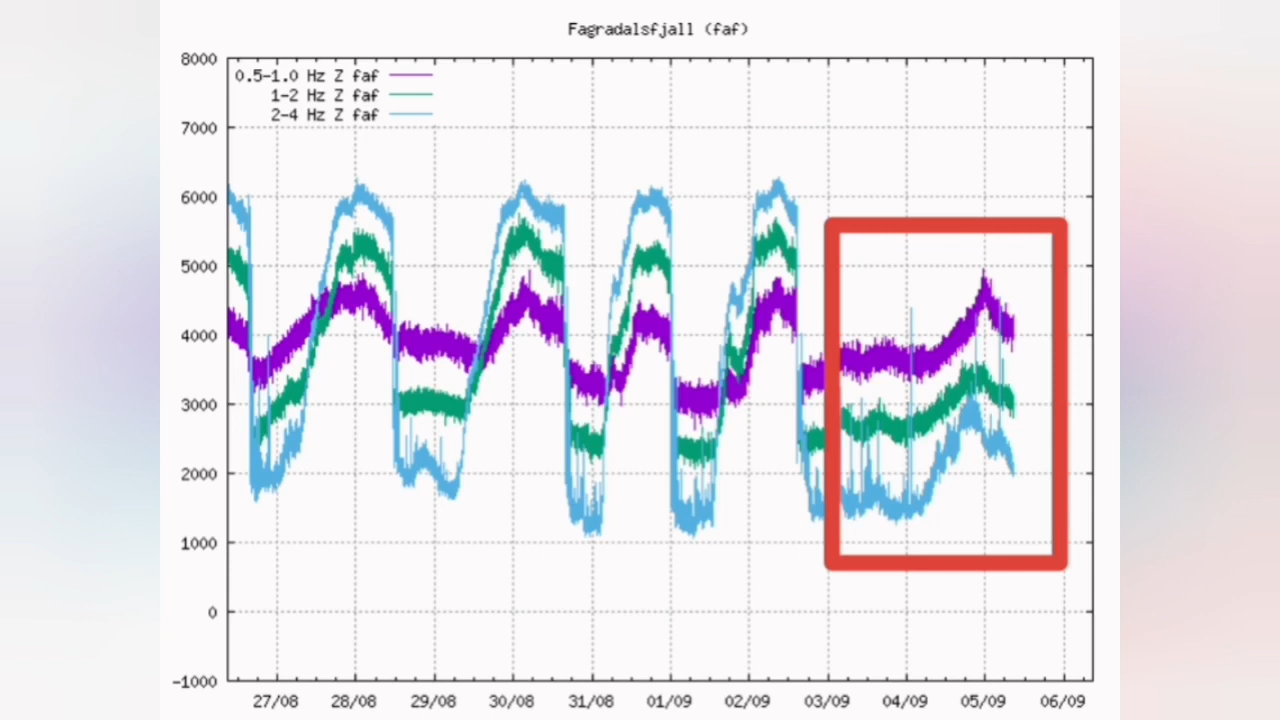 Fagradalsfjall (faf)
8000
7000
6000
5000
4000
3000
2000
1000
0
-1000
0.5-1.0 Hz Z faf
1-2 Hz Z faf
2-4 Hz Z faf
27/08 28/08 29/08 30/08 31/08 01/09 02/09 03/09 04/09 05/09 06/09